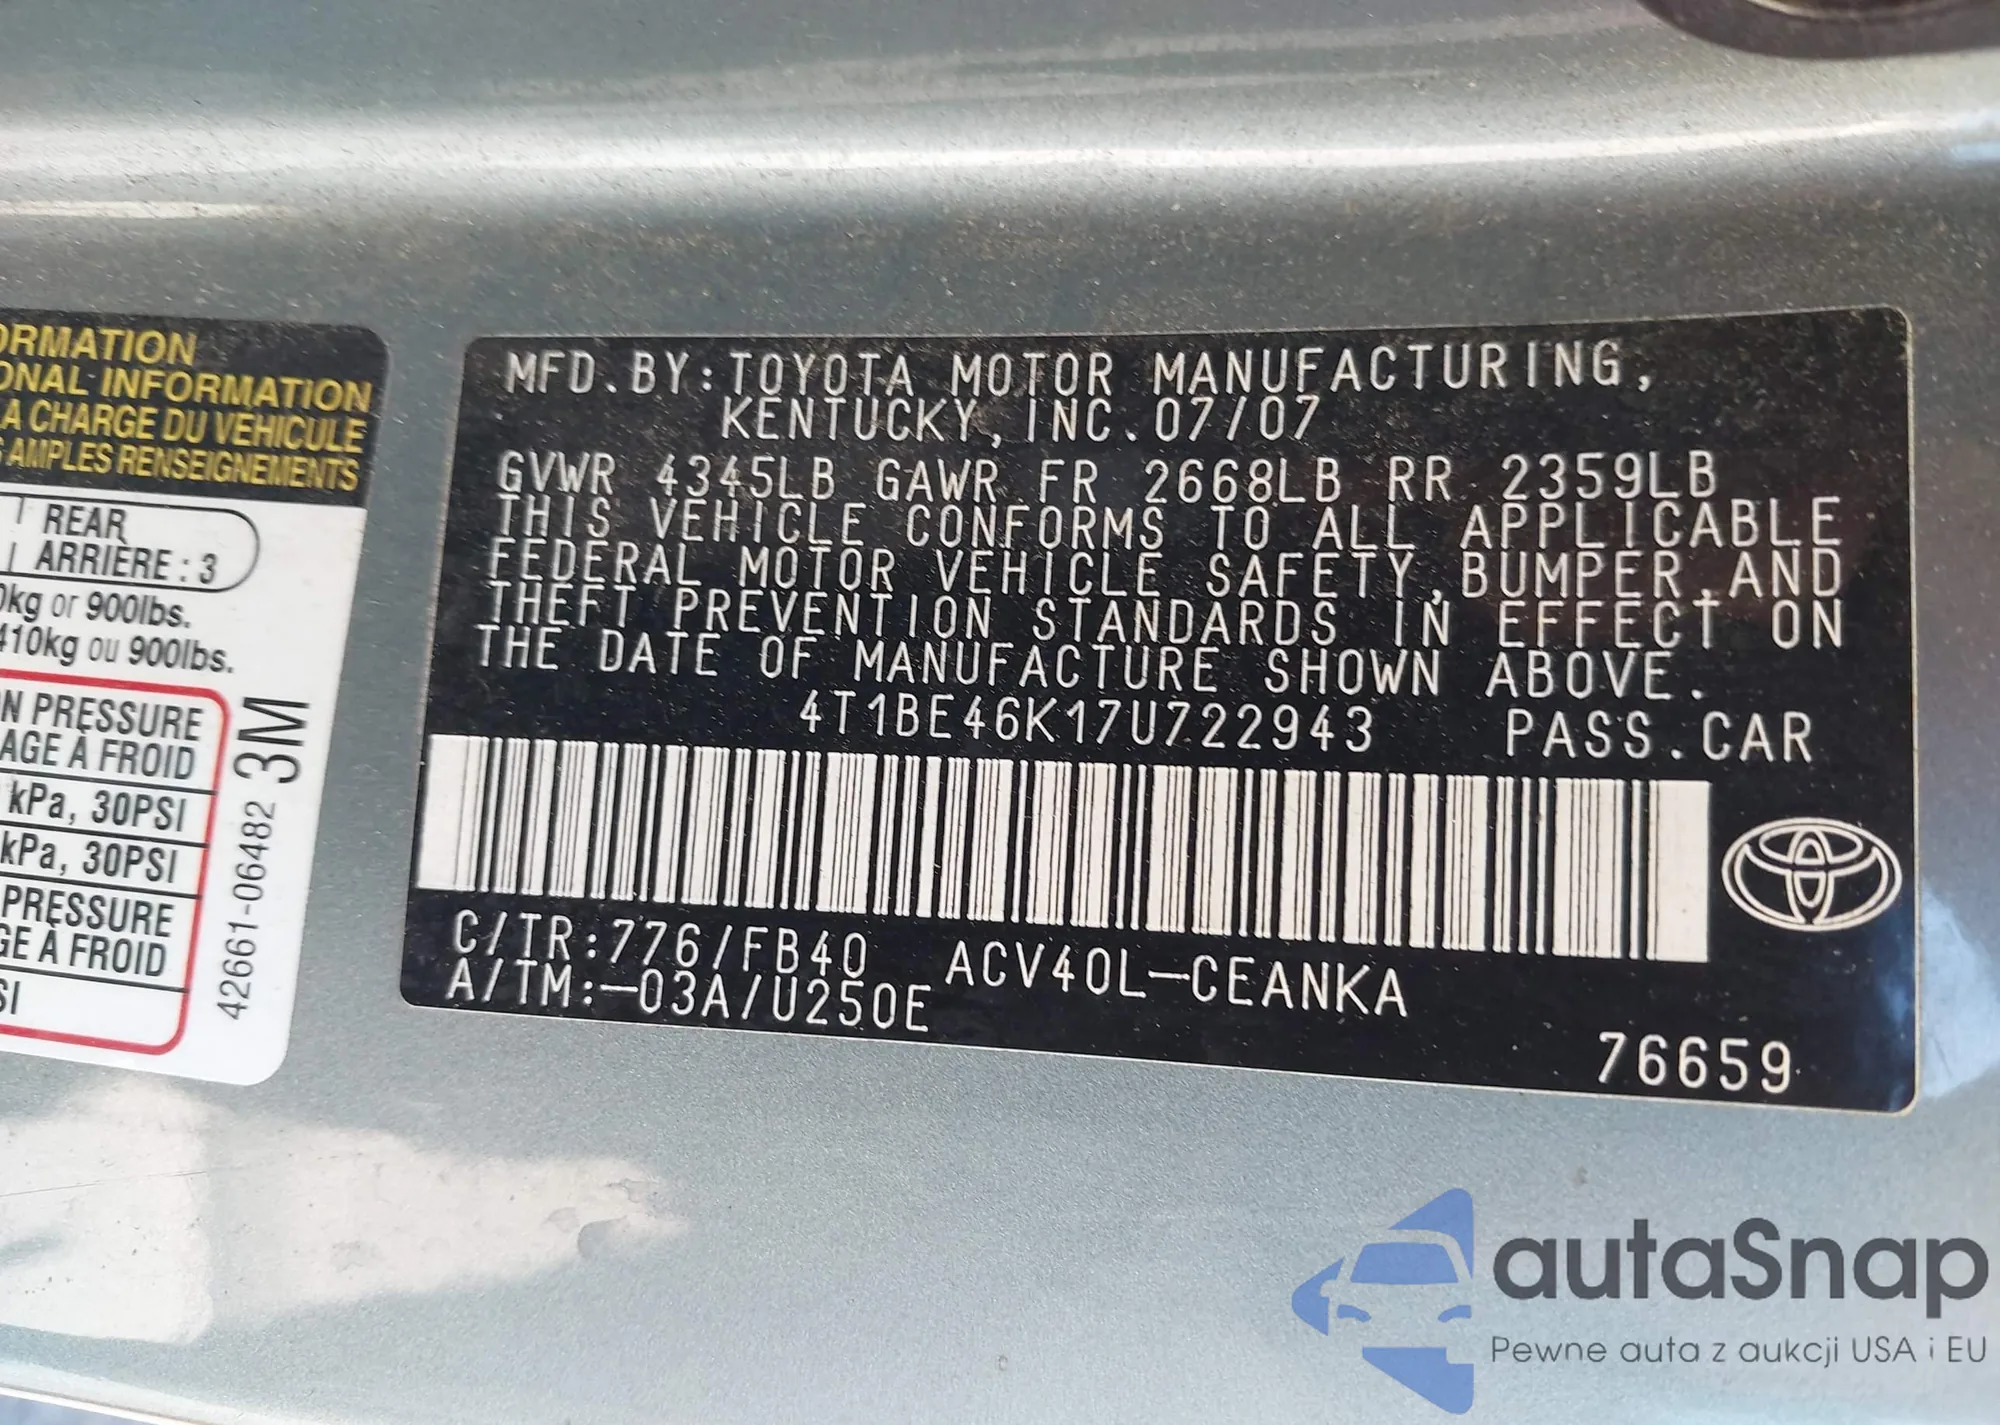 ORMATION
ONAL INFORMATION
LA CHARGE DU VEHICULE
S AMPLES RENSEIGNEMENTS
REAR
ARRIÈRE : 3
0kg or 900lbs.
410kg ou 900lbs.
N PRESSURE
AGE À FROID
kPa, 30PSI
kPa, 30PSI
PRESSURE
GE À FROID
SI
42661-06482 3M
MFD.BY:TOYOTA MOTOR MANUFACTURING,
KENTUCKY,INC.07/07
GVWR 4345LB GAWR FR 2668LB RR 2359LB
THIS VEHICLE CONFORMS TO ALL APPLICABLE
FEDERAL MOTOR VEHICLE SAFETY,BUMPER,AND
THEFT PREVENTION STANDARDS IN EFFECT ON
THE DATE OF MANUFACTURE SHOWN ABOVE.
4T1BE46K17U722943 PASS.CAR
C/TR:776/FB40 ACV40L-CEANKA
A/TM:-03A/U250E
76659
autaSnap
Pewne auta z aukcji USA i EU